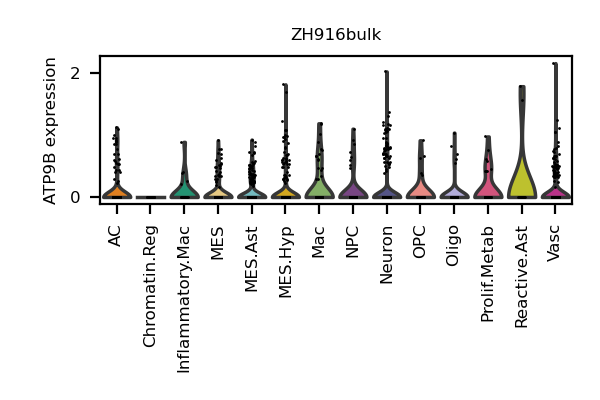 ZH916bulk
ATP9B expression
2
0
AC
Chromatin.Reg
Inflammatory.Mac
MES
MES.Ast
MES.Hyp
Mac
NPC
Neuron
OPC
Oligo
Prolif.Metab
Reactive.Ast
Vasc